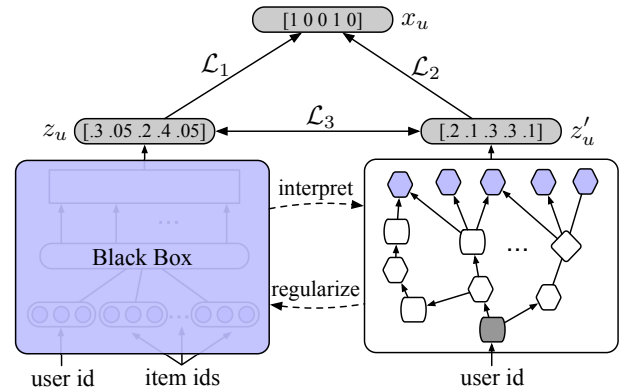 [1 0 0 1 0] x_u
ℒ₁ ℒ₂
z_u [.3 .05 .2 .4 .05] ℒ₃ [.2 .1 .3 .3 .1] z'_u
interpret
...
Black Box
...
regularize
...
user id item ids user id